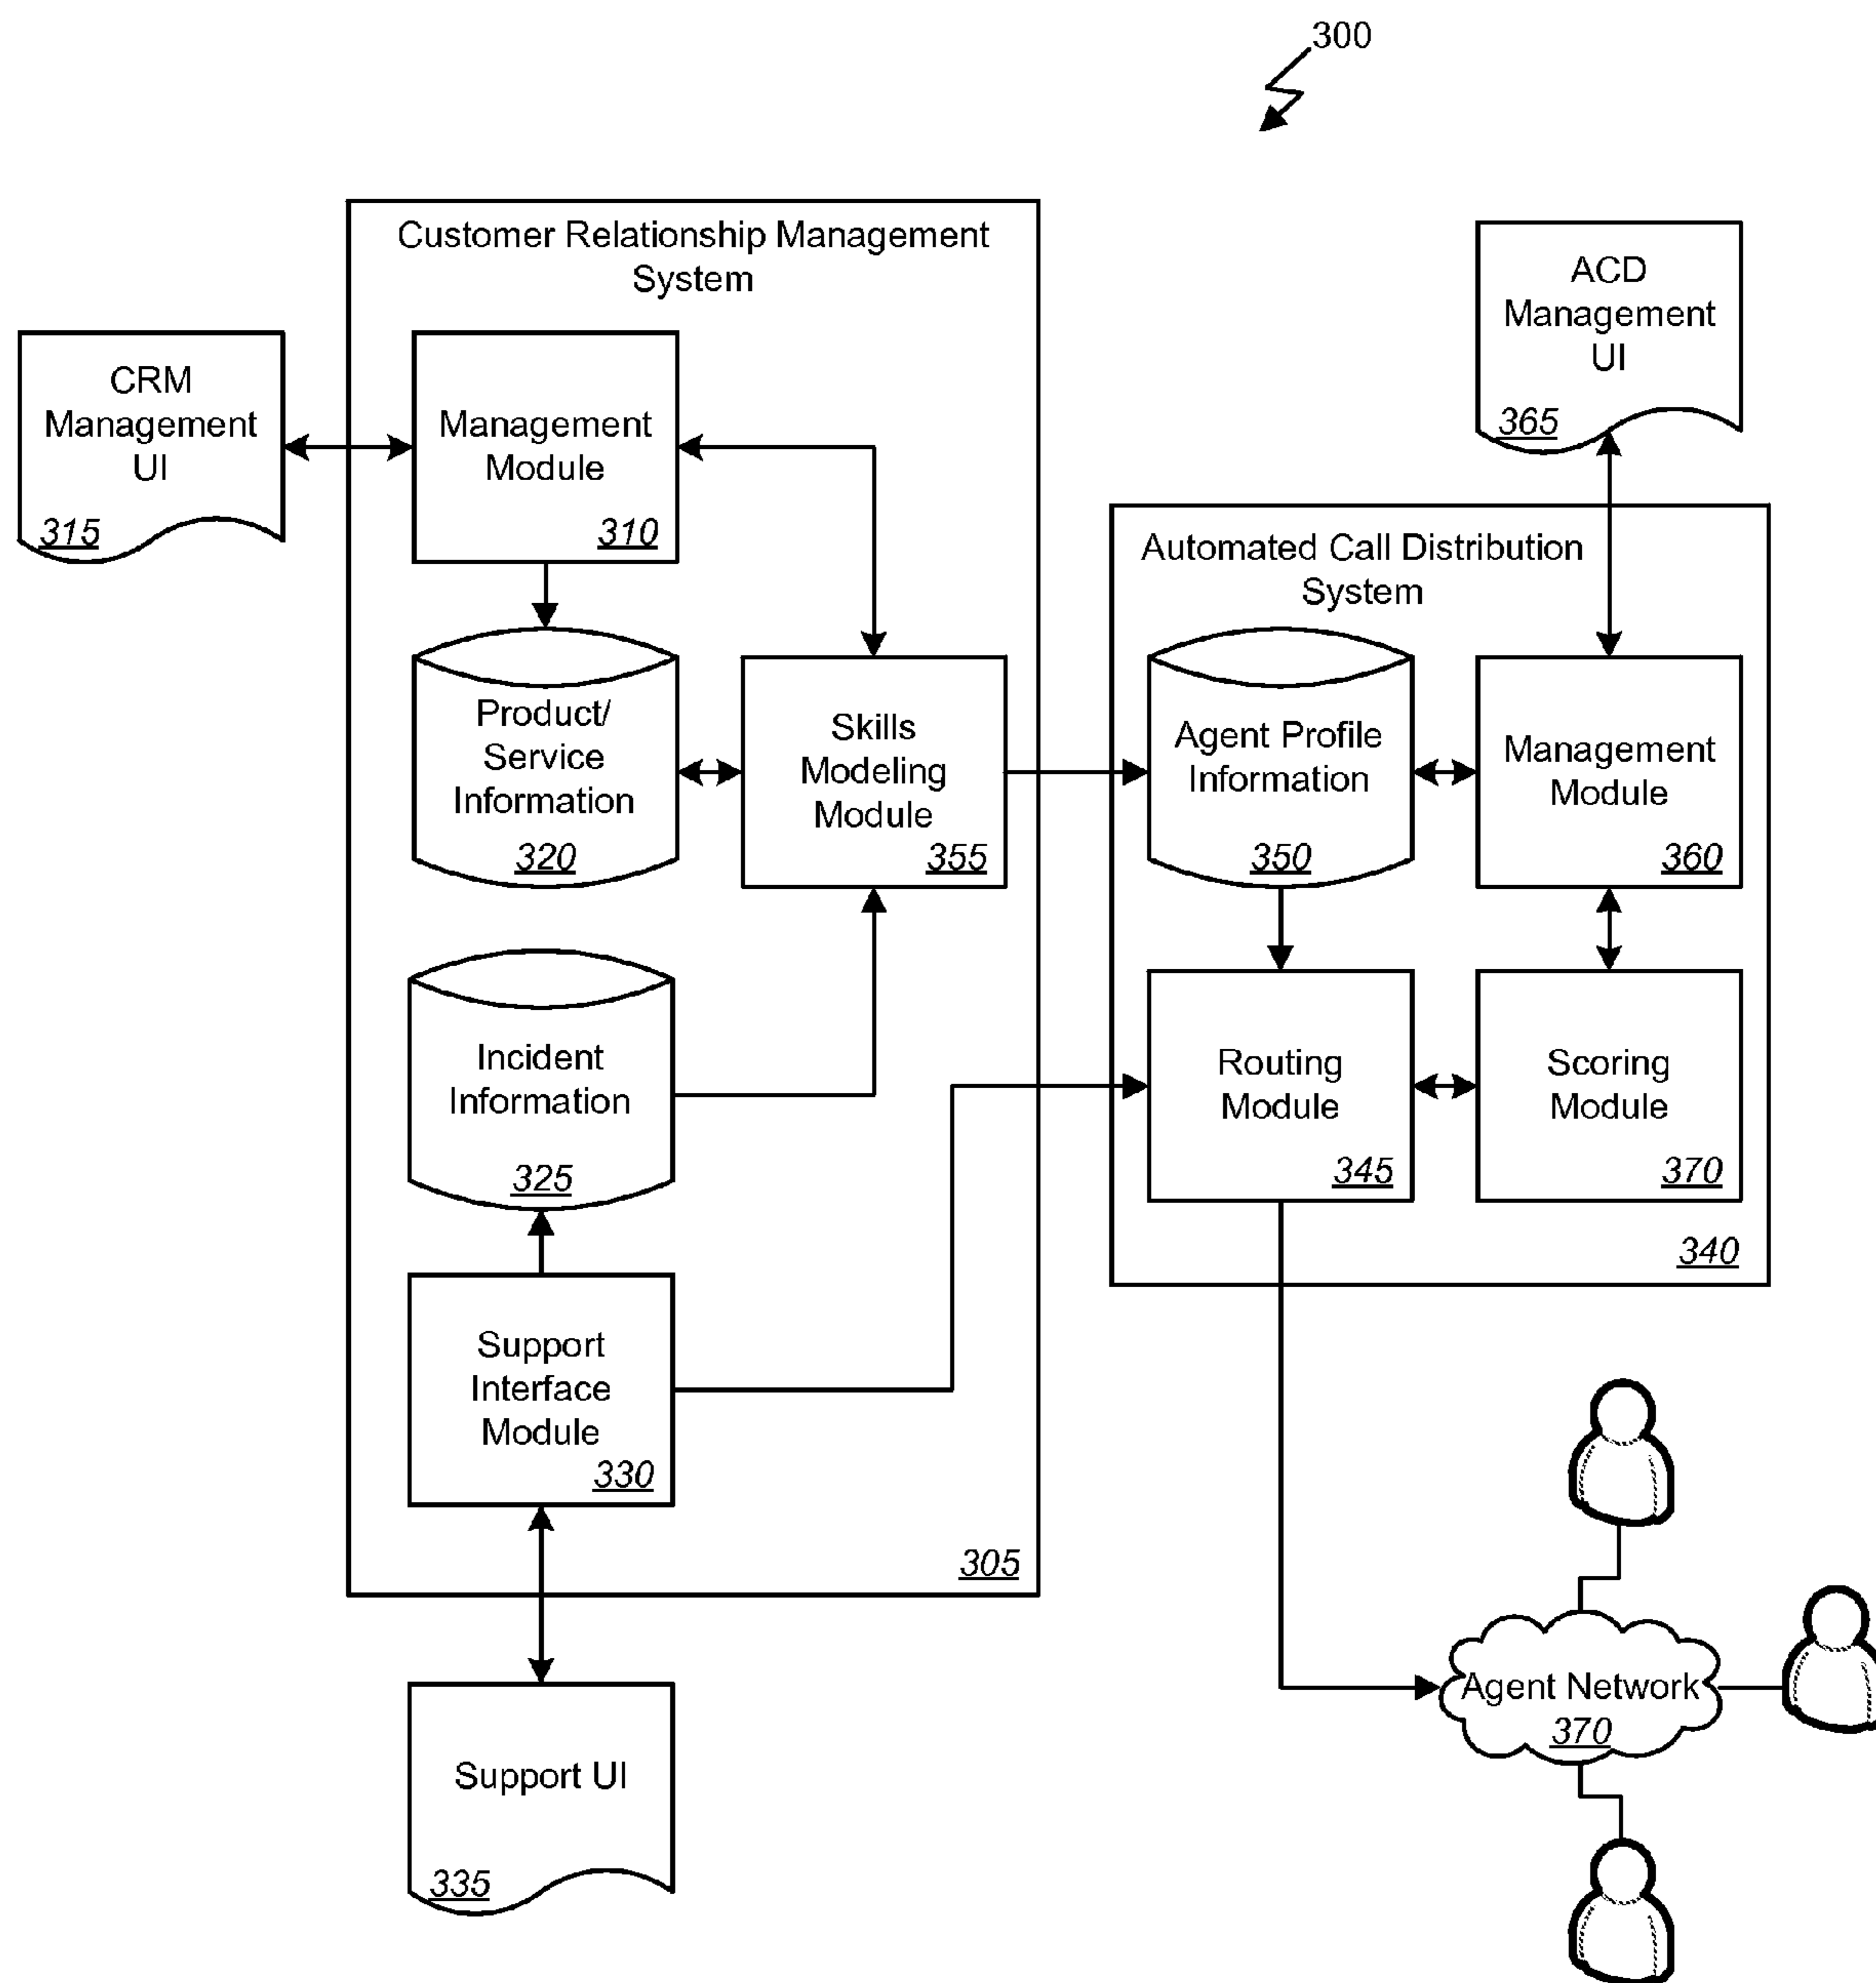 300
Customer Relationship Management
System
CRM
Management
UI
315
Management
Module
310
Product/
Service
Information
320
Skills
Modeling
Module
355
Incident
Information
325
Support
Interface
Module
330
305
Support UI
335
ACD
Management
UI
365
Automated Call Distribution
System
Agent Profile
Information
350
Management
Module
360
Routing
Module
345
Scoring
Module
370
340
Agent Network
370